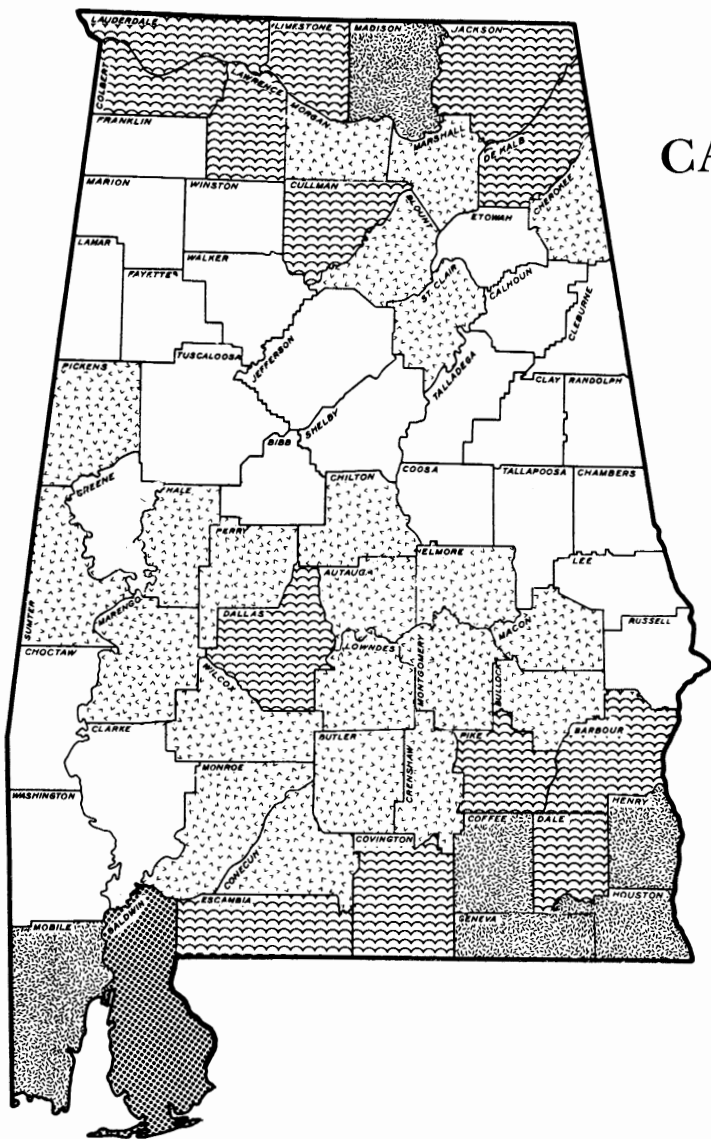 LAUDERDALE
LIMESTONE
MADISON
JACKSON
COLBERT
LAWRENCE
MORGAN
FRANKLIN
MARSHALL
DE KALB
CA
MARION
WINSTON
CULLMAN
BLOUNT
ETOWAH
CHEROKEE
LAMAR
FAYETTE
WALKER
ST. CLAIR
CALHOUN
CLEBURNE
PICKENS
TUSCALOOSA
JEFFERSON
SHELBY
TALLADEGA
CLAY
RANDOLPH
BIBB
GREENE
HALE
CHILTON
COOSA
TALLAPOOSA
CHAMBERS
PERRY
AUTAUGA
ELMORE
LEE
SUMTER
MARENGO
DALLAS
LOWNDES
MONTGOMERY
MACON
RUSSELL
CHOCTAW
WILCOX
BULLOCK
CLARKE
BUTLER
CRENSHAW
PIKE
BARBOUR
WASHINGTON
MONROE
CONECUH
COVINGTON
COFFEE
DALE
HENRY
MOBILE
BALDWIN
ESCAMBIA
GENEVA
HOUSTON